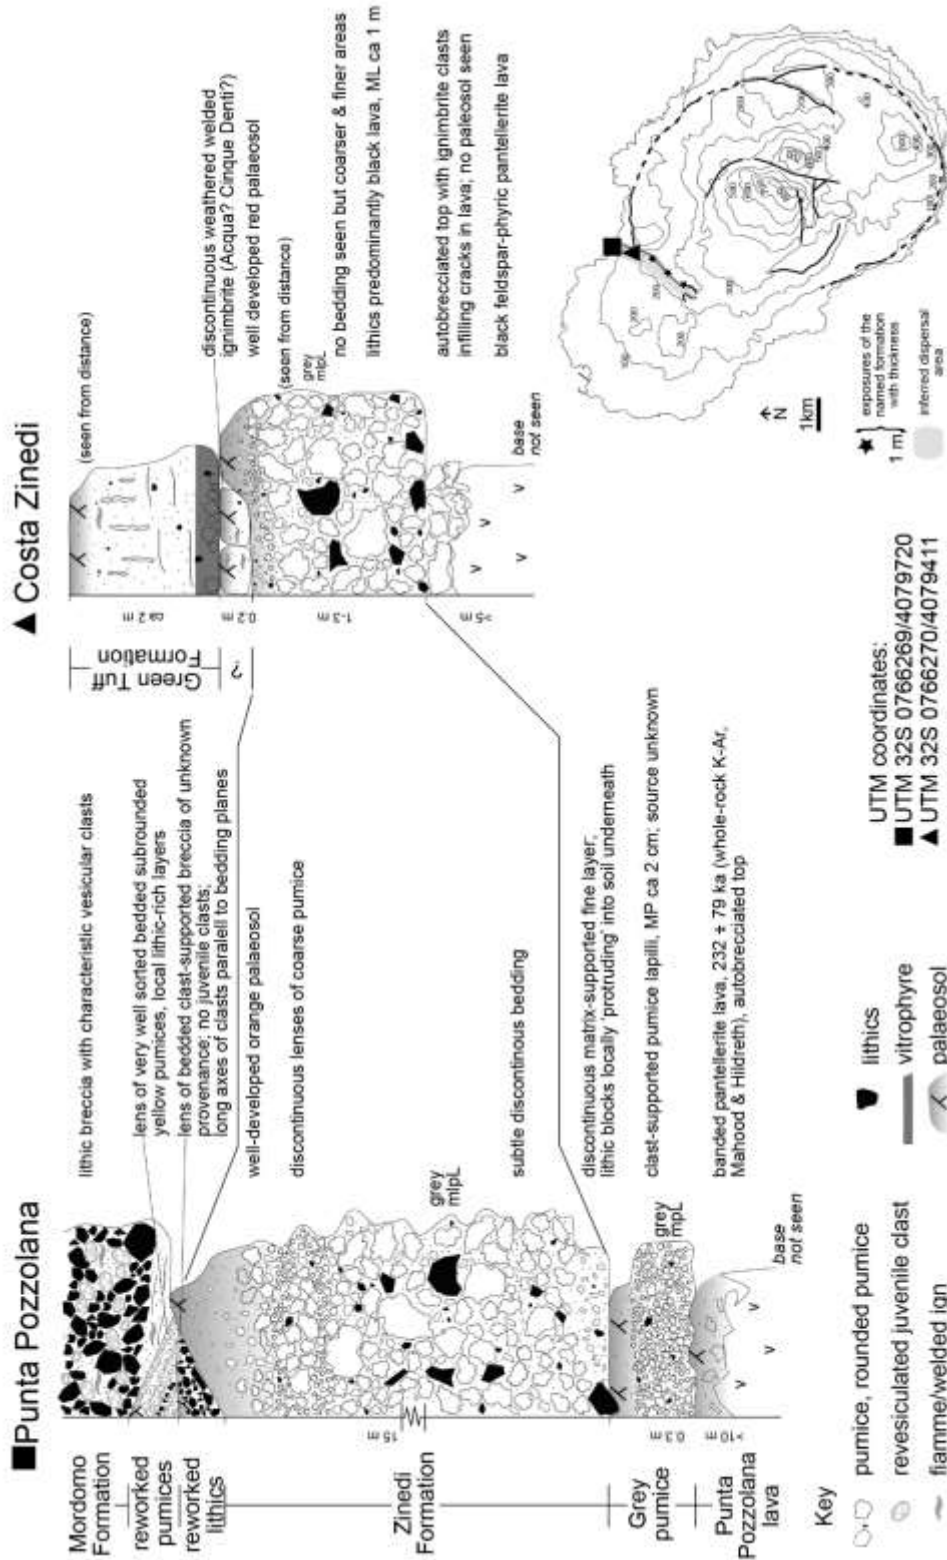 ■Punta Pozzolana
▲ Costa Zinedi
Mordomo
Formation
reworked
pumices
reworked
lithics
Zinedi
Formation
Grey
pumice
Punta
Pozzolana
lava
15 m
0.3 m
>10 m
grey
mlpL
grey
mpL
base
not seen
lithic breccia with characteristic vesicular clasts
lens of very well sorted bedded subrounded
yellow pumices, local lithic-rich layers
lens of bedded clast-supported breccia of unknown
provenance; no juvenile clasts;
long axes of clasts paralell to bedding planes
well-developed orange palaeosol
discontinuous lenses of coarse pumice
subtle discontinous bedding
discontinuous matrix-supported fine layer;
lithic blocks locally 'protruding' into soil underneath
clast-supported pumice lapilli, MP ca 2 cm; source unknown
banded pantellerite lava, 232 ± 79 ka (whole-rock K-Ar,
Mahood & Hildreth), autobrecciated top
Green Tuff
Formation
?
ca 2 m
0.2 m
1-3 m
>5 m
(seen from distance)
discontinuous weathered welded
ignimbrite (Acqua? Cinque Denti?)
well developed red palaeosol
(seen from distance)
grey
mlpL
no bedding seen but coarser & finer areas
lithics predominantly black lava, ML ca 1 m
autobrecciated top with ignimbrite clasts
infilling cracks in lava; no paleosol seen
black feldspar-phyric pantellerite lava
base
not seen
Key
pumice, rounded pumice
revesiculated juvenile clast
fiamme/welded ion
lithics
vitrophyre
palaeosol
UTM coordinates:
■ UTM 32S 0766269/4079720
▲ UTM 32S 0766270/4079411
N
1km
exposures of the
named formation
with thickness
1 m
inferred dispersal
area